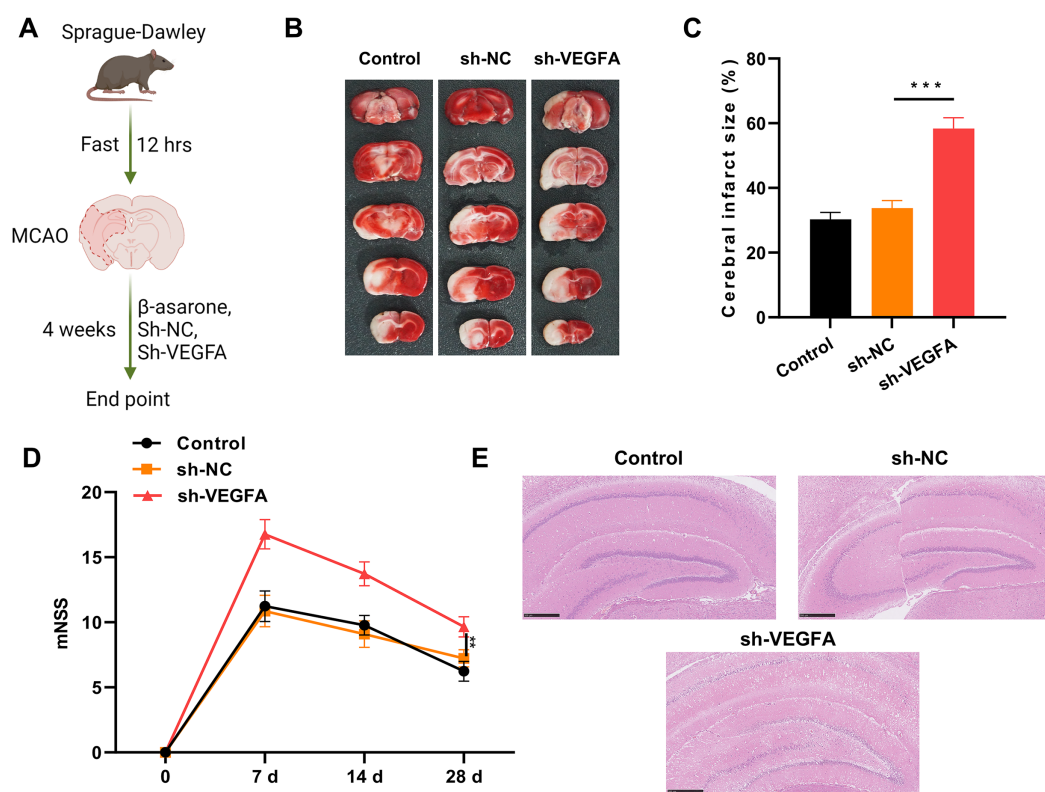 A
Sprague-Dawley
Fast 12 hrs
MCAO
4 weeks
β-asarone,
Sh-NC,
Sh-VEGFA
End point
B
Control sh-NC sh-VEGFA
C
Cerebral infarct size (%)
80
60
40
20
0
***
Control
sh-NC
sh-VEGFA
D
Control
sh-NC
sh-VEGFA
mNSS
20
15
10
5
0
**
0 7 d 14 d 28 d
E
Control
sh-NC
sh-VEGFA